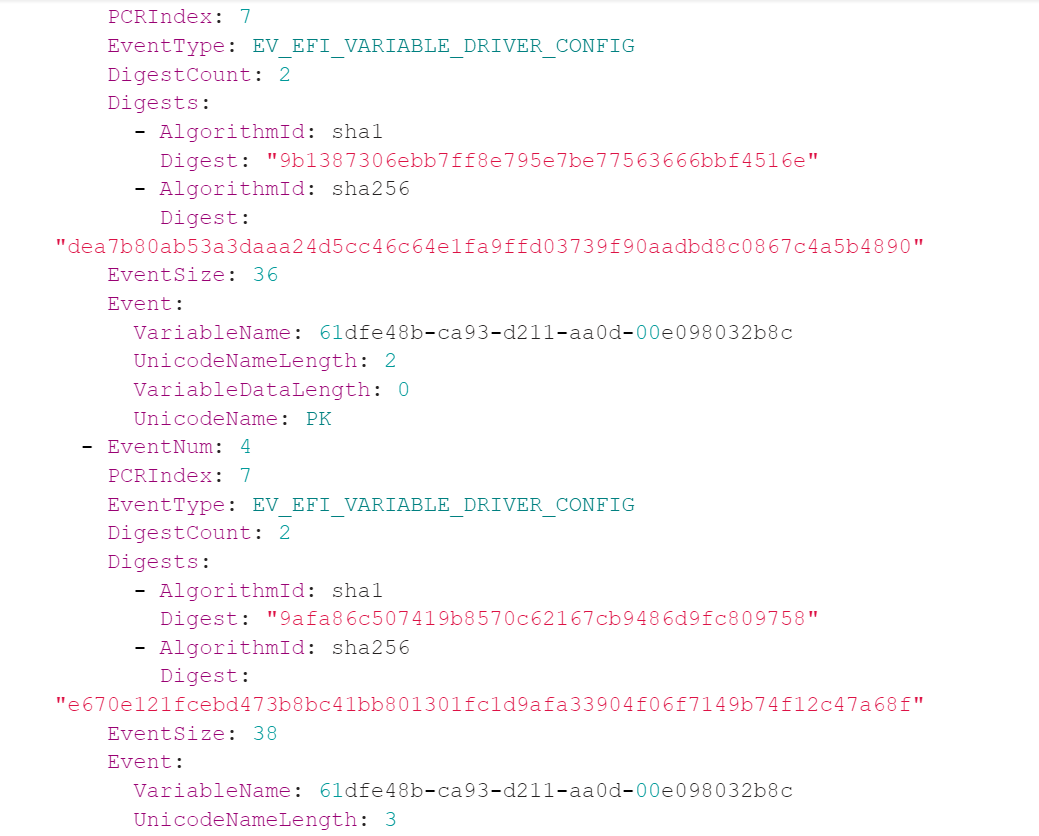 PCRIndex: 7
EventType: EV_EFI_VARIABLE_DRIVER_CONFIG
DigestCount: 2
Digests:
- AlgorithmId: sha1
Digest: "9b1387306ebb7ff8e795e7be77563666bbf4516e"
- AlgorithmId: sha256
Digest:
"dea7b80ab53a3daaa24d5cc46c64e1fa9ffd03739f90aadbd8c0867c4a5b4890"
EventSize: 36
Event:
VariableName: 61dfe48b-ca93-d211-aa0d-00e098032b8c
UnicodeNameLength: 2
VariableDataLength: 0
UnicodeName: PK
- EventNum: 4
PCRIndex: 7
EventType: EV_EFI_VARIABLE_DRIVER_CONFIG
DigestCount: 2
Digests:
- AlgorithmId: sha1
Digest: "9afa86c507419b8570c62167cb9486d9fc809758"
- AlgorithmId: sha256
Digest:
"e670e121fcebd473b8bc41bb801301fc1d9afa33904f06f7149b74f12c47a68f"
EventSize: 38
Event:
VariableName: 61dfe48b-ca93-d211-aa0d-00e098032b8c
UnicodeNameLength: 3